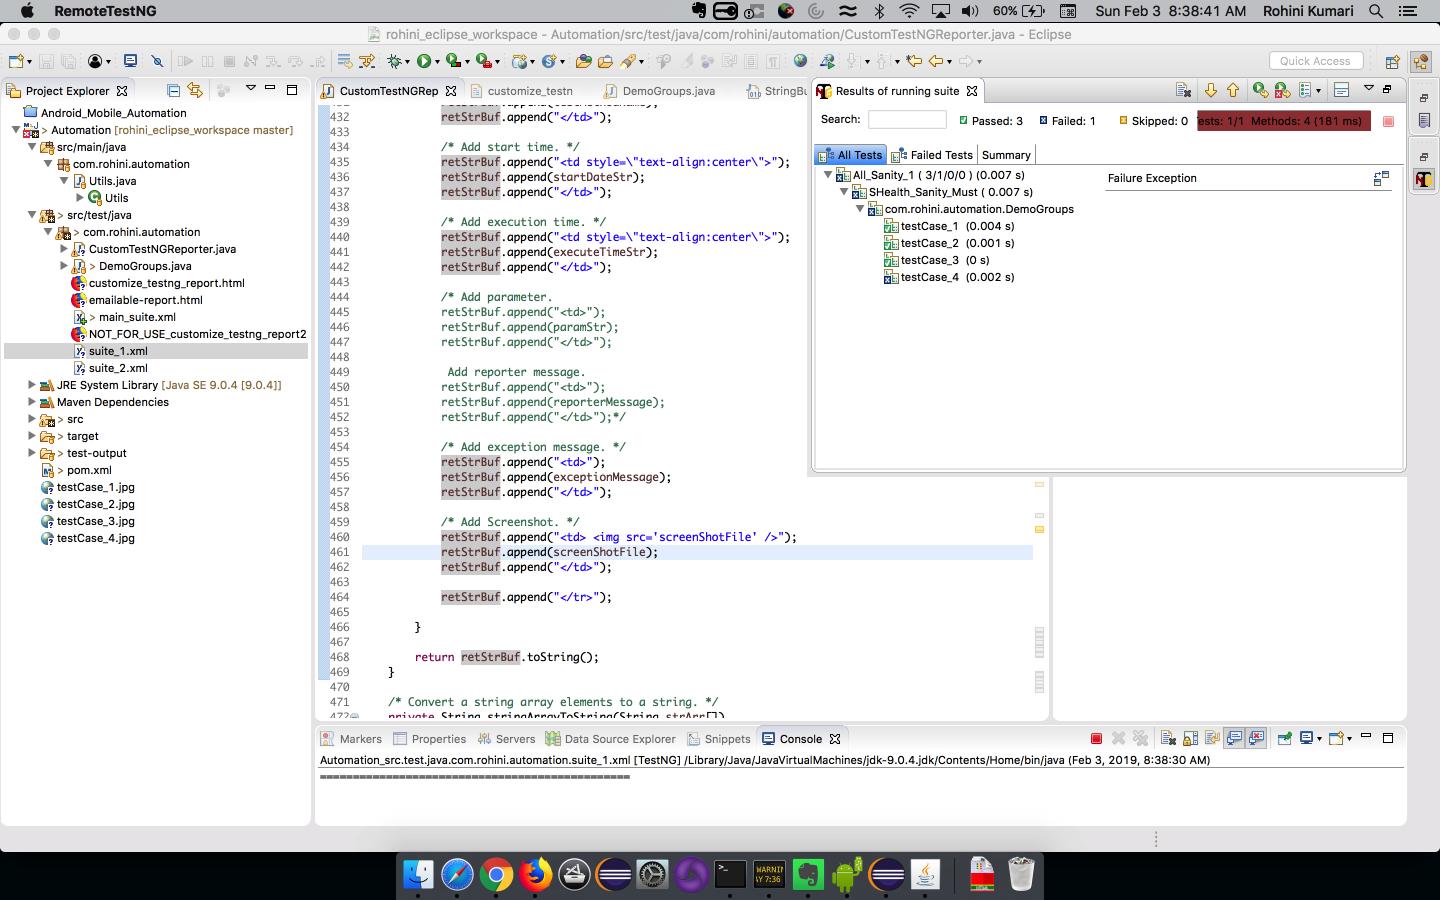 RemoteTestNG
60%
Sun Feb 3 8:38:41 AM
Rohini Kumari
rohini_eclipse_workspace - Automation/src/test/java/com/rohini/automation/CustomTestNGReporter.java - Eclipse
Quick Access
Project Explorer
Android_Mobile_Automation
> Automation [rohini_eclipse_workspace master]
src/main/java
com.rohini.automation
Utils.java
Utils
> src/test/java
> com.rohini.automation
CustomTestNGReporter.java
> DemoGroups.java
customize_testng_report.html
emailable-report.html
> main_suite.xml
NOT_FOR_USE_customize_testng_report2
suite_1.xml
suite_2.xml
JRE System Library [Java SE 9.0.4 [9.0.4]]
Maven Dependencies
> src
> target
> test-output
> pom.xml
testCase_1.jpg
testCase_2.jpg
testCase_3.jpg
testCase_4.jpg
CustomTestNGRep
customize_testn
DemoGroups.java
StringBu
432 retStrBuf.append("</td>");
433
434 /* Add start time. */
435 retStrBuf.append("<td style=\"text-align:center\">");
436 retStrBuf.append(startDateStr);
437 retStrBuf.append("</td>");
438
439 /* Add execution time. */
440 retStrBuf.append("<td style=\"text-align:center\">");
441 retStrBuf.append(executeTimeStr);
442 retStrBuf.append("</td>");
443
444 /* Add parameter.
445 retStrBuf.append("<td>");
446 retStrBuf.append(paramStr);
447 retStrBuf.append("</td>");
448
449 Add reporter message.
450 retStrBuf.append("<td>");
451 retStrBuf.append(reporterMessage);
452 retStrBuf.append("</td>");*/
453
454 /* Add exception message. */
455 retStrBuf.append("<td>");
456 retStrBuf.append(exceptionMessage);
457 retStrBuf.append("</td>");
458
459 /* Add Screenshot. */
460 retStrBuf.append("<td> <img src='screenShotFile' />");
461 retStrBuf.append(screenShotFile);
462 retStrBuf.append("</td>");
463
464 retStrBuf.append("</tr>");
465
466 }
467
468 return retStrBuf.toString();
469 }
470
471 /* Convert a string array elements to a string. */
472 private String stringArrayToString(String strArr[])
Results of running suite
Search:
Passed: 3
Failed: 1
Skipped: 0
ests: 1/1 Methods: 4 (181 ms)
All Tests
Failed Tests
Summary
All_Sanity_1 ( 3/1/0/0 ) (0.007 s)
SHealth_Sanity_Must ( 0.007 s)
com.rohini.automation.DemoGroups
testCase_1 (0.004 s)
testCase_2 (0.001 s)
testCase_3 (0 s)
testCase_4 (0.002 s)
Failure Exception
Markers
Properties
Servers
Data Source Explorer
Snippets
Console
Automation_src.test.java.com.rohini.automation.suite_1.xml [TestNG] /Library/Java/JavaVirtualMachines/jdk-9.0.4.jdk/Contents/Home/bin/java (Feb 3, 2019, 8:38:30 AM)
===============================================
WARNIN